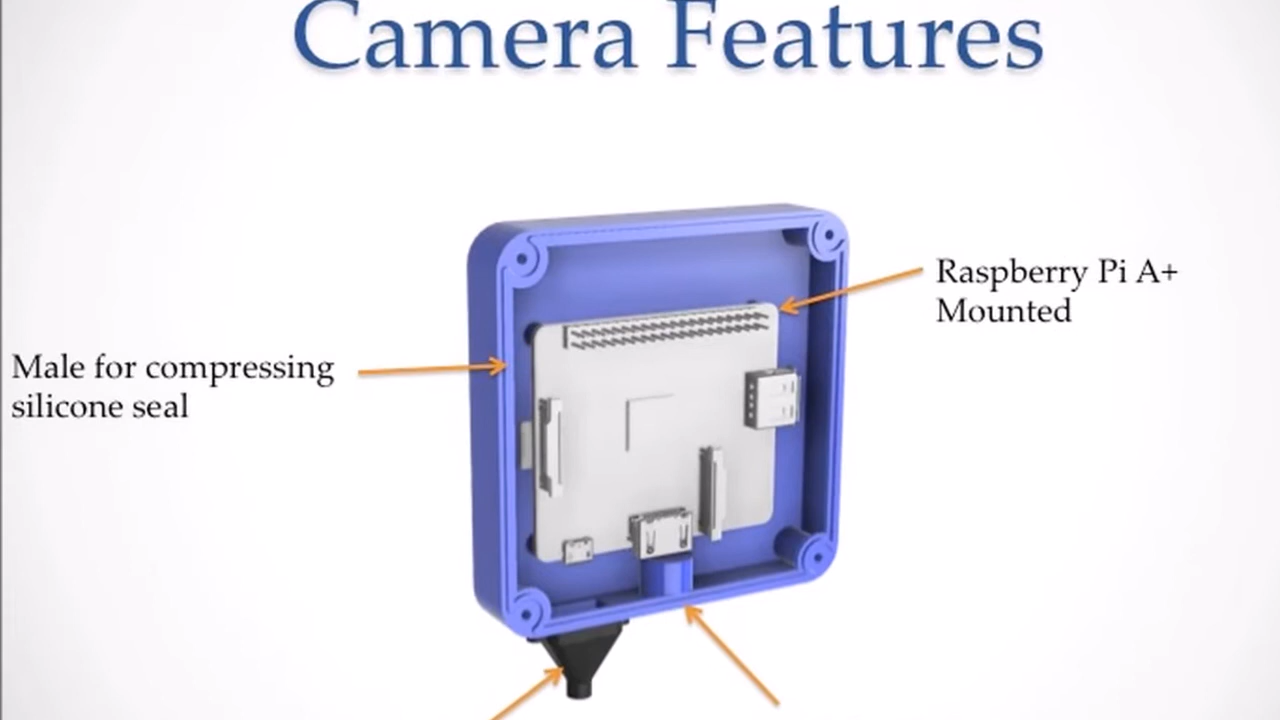 Camera Features
Raspberry Pi A+
Mounted
Male for compressing
silicone seal